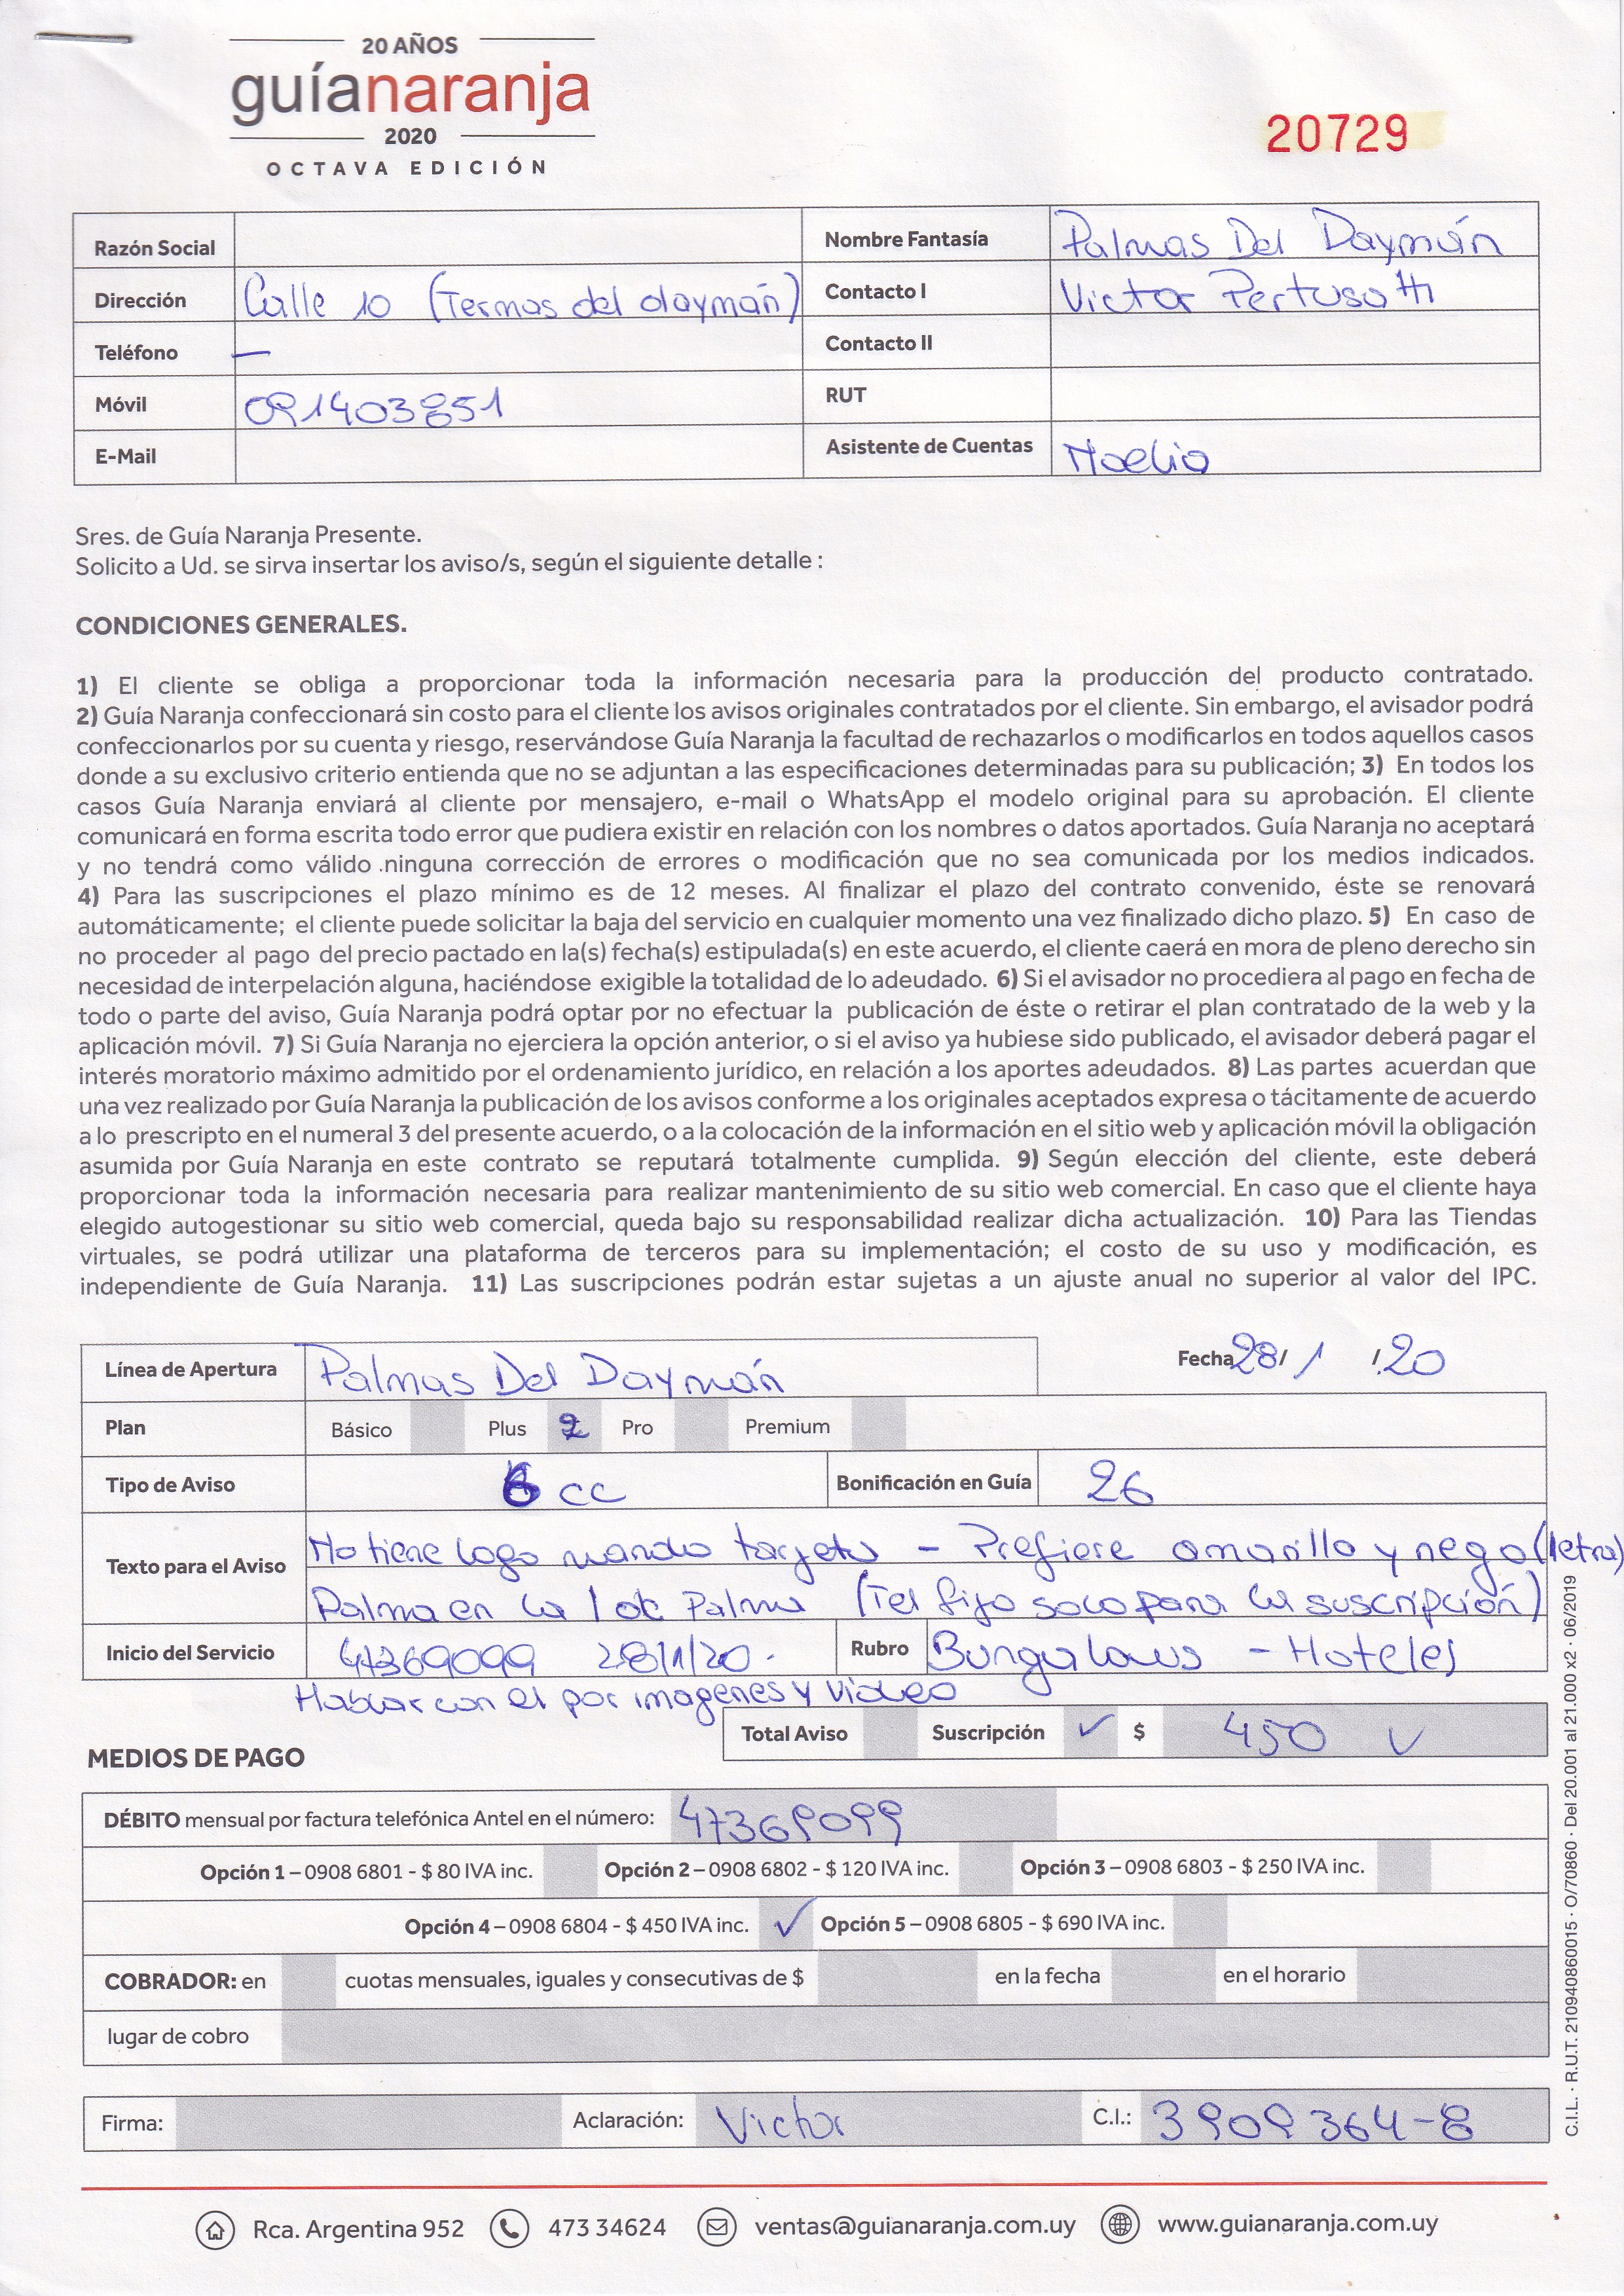 20 AÑOS
guíanaranja
2020
OCTAVA EDICIÓN
20729
Razón Social
Nombre Fantasía Palmas Del Daymán
Dirección Calle 10 (Termas del daymán)
Contacto I Victor Pertusatti
Teléfono —
Contacto II
Móvil 091403851
RUT
E-Mail
Asistente de Cuentas Noelia
Sres. de Guía Naranja Presente.
Solicito a Ud. se sirva insertar los aviso/s, según el siguiente detalle :
CONDICIONES GENERALES.
1) El cliente se obliga a proporcionar toda la información necesaria para la producción del producto contratado.
2) Guía Naranja confeccionará sin costo para el cliente los avisos originales contratados por el cliente. Sin embargo, el avisador podrá
confeccionarlos por su cuenta y riesgo, reservándose Guía Naranja la facultad de rechazarlos o modificarlos en todos aquellos casos
donde a su exclusivo criterio entienda que no se adjuntan a las especificaciones determinadas para su publicación; 3) En todos los
casos Guía Naranja enviará al cliente por mensajero, e-mail o WhatsApp el modelo original para su aprobación. El cliente
comunicará en forma escrita todo error que pudiera existir en relación con los nombres o datos aportados. Guía Naranja no aceptará
y no tendrá como válido .ninguna corrección de errores o modificación que no sea comunicada por los medios indicados.
4) Para las suscripciones el plazo mínimo es de 12 meses. Al finalizar el plazo del contrato convenido, éste se renovará
automáticamente; el cliente puede solicitar la baja del servicio en cualquier momento una vez finalizado dicho plazo. 5) En caso de
no proceder al pago del precio pactado en la(s) fecha(s) estipulada(s) en este acuerdo, el cliente caerá en mora de pleno derecho sin
necesidad de interpelación alguna, haciéndose exigible la totalidad de lo adeudado. 6) Si el avisador no procediera al pago en fecha de
todo o parte del aviso, Guía Naranja podrá optar por no efectuar la publicación de éste o retirar el plan contratado de la web y la
aplicación móvil. 7) Si Guía Naranja no ejerciera la opción anterior, o si el aviso ya hubiese sido publicado, el avisador deberá pagar el
interés moratorio máximo admitido por el ordenamiento jurídico, en relación a los aportes adeudados. 8) Las partes acuerdan que
una vez realizado por Guía Naranja la publicación de los avisos conforme a los originales aceptados expresa o tácitamente de acuerdo
a lo prescripto en el numeral 3 del presente acuerdo, o a la colocación de la información en el sitio web y aplicación móvil la obligación
asumida por Guía Naranja en este contrato se reputará totalmente cumplida. 9) Según elección del cliente, este deberá
proporcionar toda la información necesaria para realizar mantenimiento de su sitio web comercial. En caso que el cliente haya
elegido autogestionar su sitio web comercial, queda bajo su responsabilidad realizar dicha actualización. 10) Para las Tiendas
virtuales, se podrá utilizar una plataforma de terceros para su implementación; el costo de su uso y modificación, es
independiente de Guía Naranja. 11) Las suscripciones podrán estar sujetas a un ajuste anual no superior al valor del IPC.
Línea de Apertura Palmas Del Daymán
Fecha 28/ 1 /20
Plan Básico Plus 2 Pro Premium
Tipo de Aviso 6 cc Bonificación en Guía 26
Texto para el Aviso No tiene logo mando tarjeta - Prefiere amarillo y nego (letra)
Palma en la l de Palma (Tel fijo solo para la suscripción)
Inicio del Servicio 47369099 28/1/20. Rubro Bungalows - Hoteles
Hablar con el por imagenes y video
Total Aviso Suscripción ✓ $ 450 ✓
MEDIOS DE PAGO
DÉBITO mensual por factura telefónica Antel en el número: 47369099
Opción 1 – 0908 6801 - $ 80 IVA inc. Opción 2 – 0908 6802 - $ 120 IVA inc. Opción 3 – 0908 6803 - $ 250 IVA inc.
Opción 4 – 0908 6804 - $ 450 IVA inc. ✓ Opción 5 – 0908 6805 - $ 690 IVA inc.
COBRADOR: en cuotas mensuales, iguales y consecutivas de $ en la fecha en el horario
lugar de cobro
Firma: Aclaración: Victor C.I.: 3909364-8
C.I.L. · R.U.T. 210940860015 · O/70860 · Del 20.001 al 21.000 x2 · 06/2019
Rca. Argentina 952 473 34624 ventas@guianaranja.com.uy www.guianaranja.com.uy